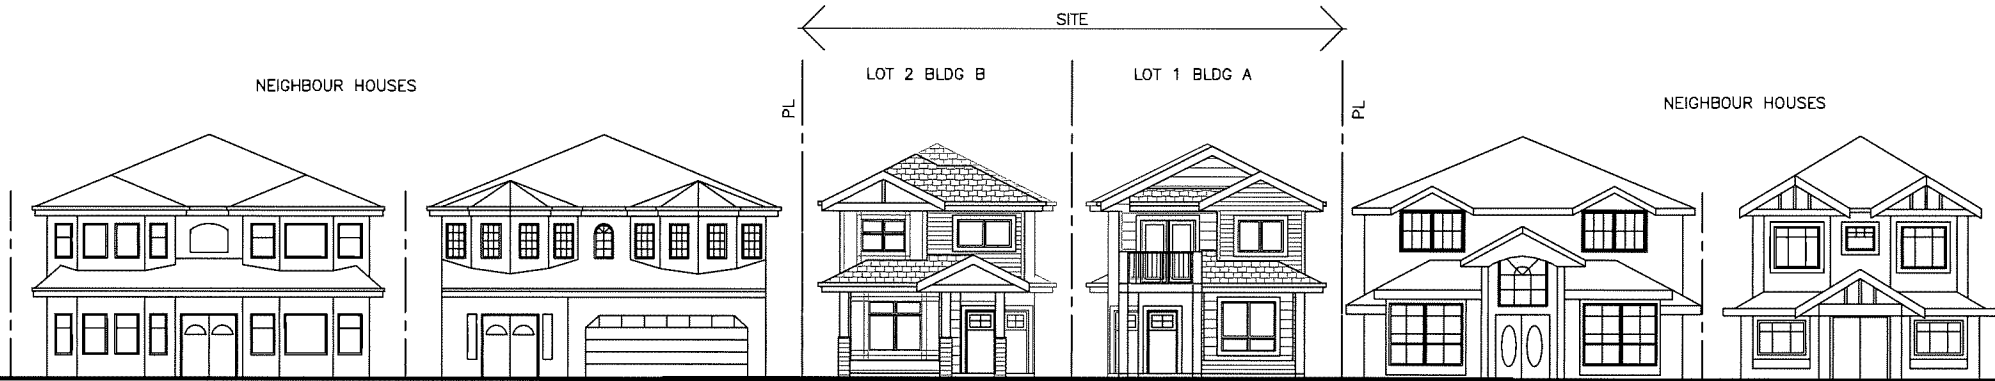 SITE
LOT 2 BLDG B
LOT 1 BLDG A
NEIGHBOUR HOUSES
PL
PL
NEIGHBOUR HOUSES